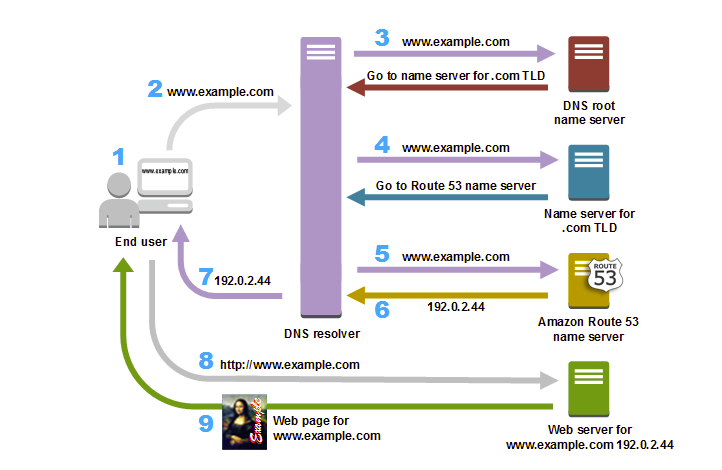 3 www.example.com
Go to name server for .com TLD
DNS root
name server
2 www.example.com
1
www.example.com
End user
4 www.example.com
Go to Route 53 name server
Name server for
.com TLD
5 www.example.com
ROUTE
53
6 192.0.2.44
Amazon Route 53
name server
7 192.0.2.44
DNS resolver
8 http://www.example.com
9
Example
Web page for
www.example.com
Web server for
www.example.com 192.0.2.44